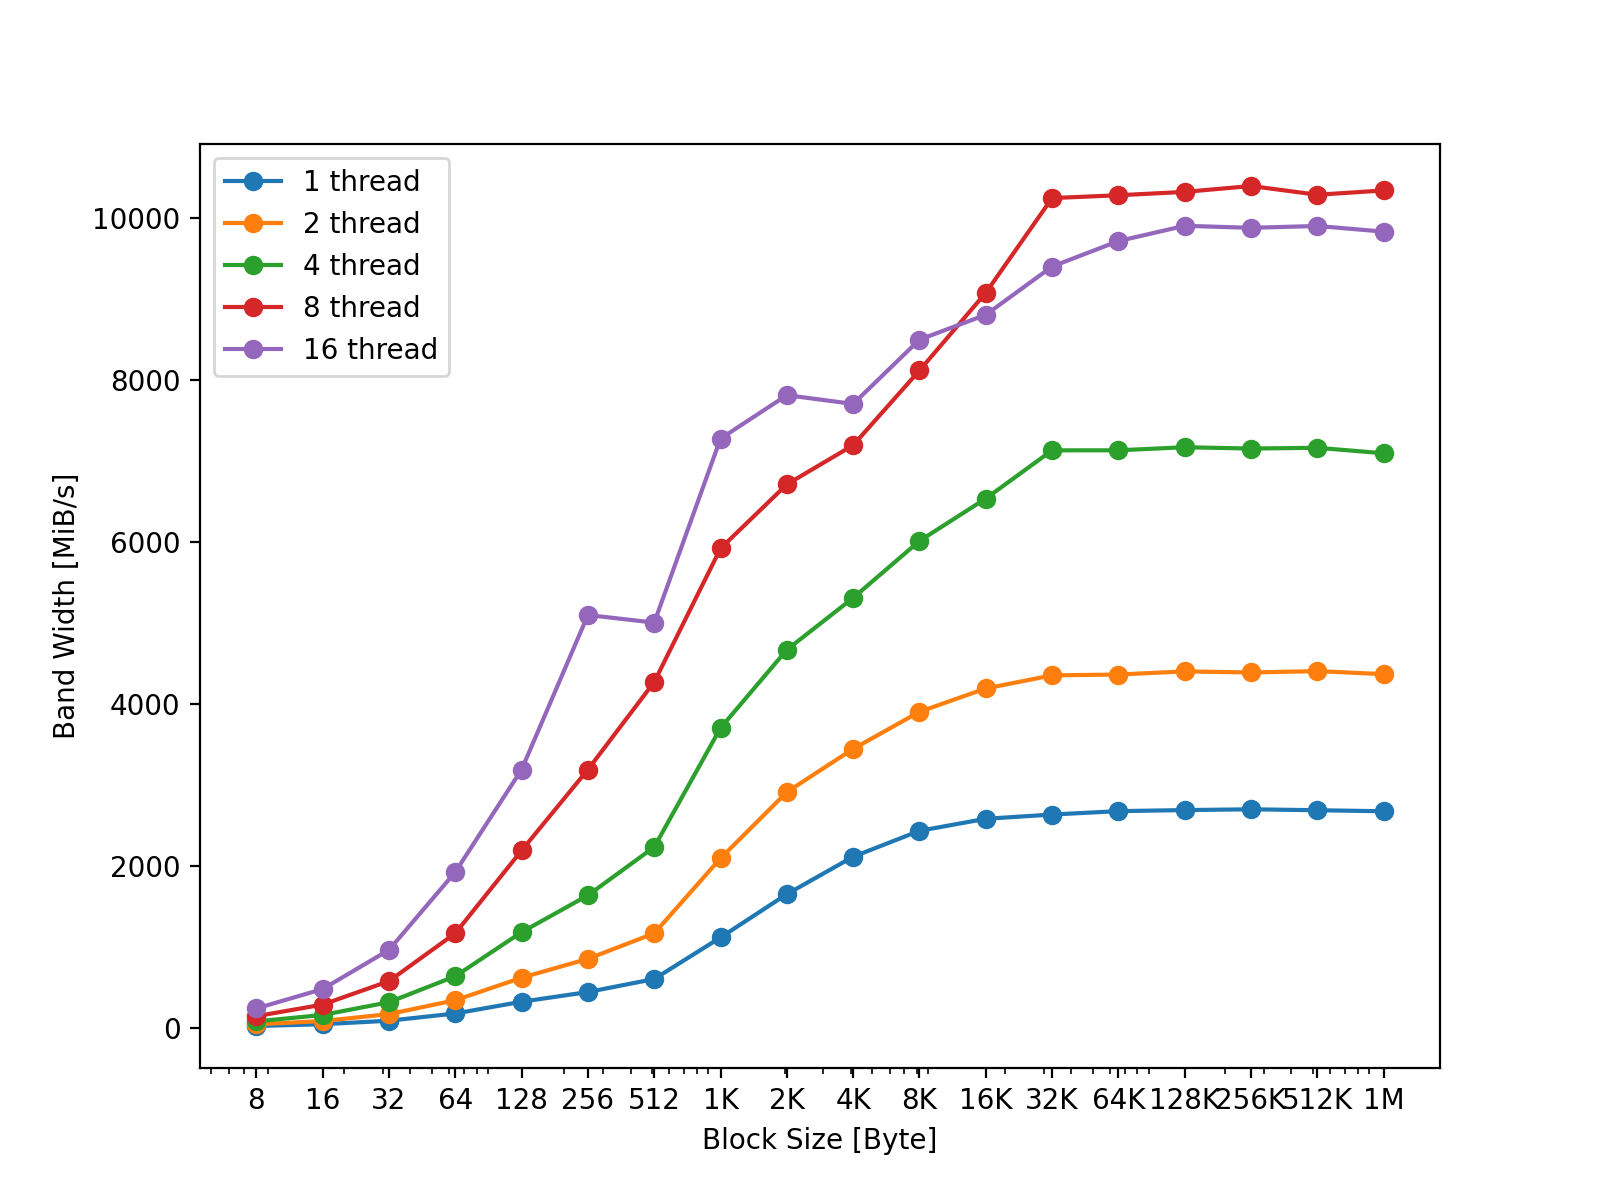 1 thread
2 thread
4 thread
8 thread
16 thread
10000
8000
6000
4000
2000
0
Band Width [MiB/s]
8 16 32 64 128 256 512 1K 2K 4K 8K 16K 32K 64K 128K 256K 512K 1M
Block Size [Byte]